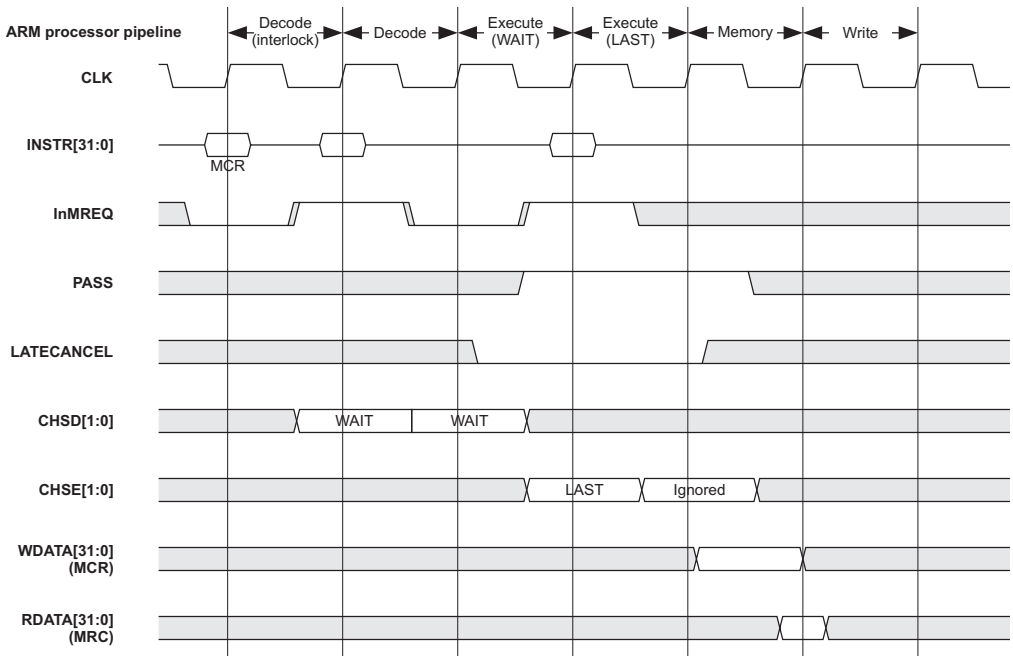 ARM processor pipeline
Decode
(interlock)
Decode
Execute
(WAIT)
Execute
(LAST)
Memory
Write
CLK
INSTR[31:0]
MCR
InMREQ
PASS
LATECANCEL
CHSD[1:0]
WAIT
WAIT
CHSE[1:0]
LAST
Ignored
WDATA[31:0]
(MCR)
RDATA[31:0]
(MRC)